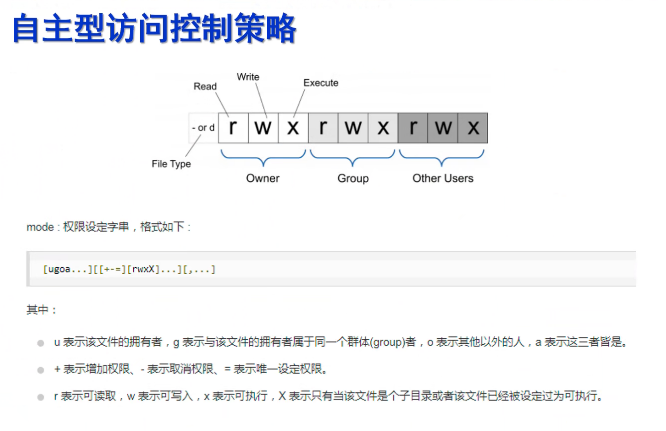 自主型访问控制策略
Write
Read
Execute
- or d
r w x r w x r w x
File Type
Owner
Group
Other Users
mode : 权限设定字串，格式如下 :
[ugoa...][[+-=][rwxX]...][,...]
其中 :
u 表示该文件的拥有者，g 表示与该文件的拥有者属于同一个群体(group)者，o 表示其他以外的人，a 表示这三者皆是。
+ 表示增加权限、- 表示取消权限、= 表示唯一设定权限。
r 表示可读取，w 表示可写入，x 表示可执行，X 表示只有当该文件是个子目录或者该文件已经被设定过为可执行。